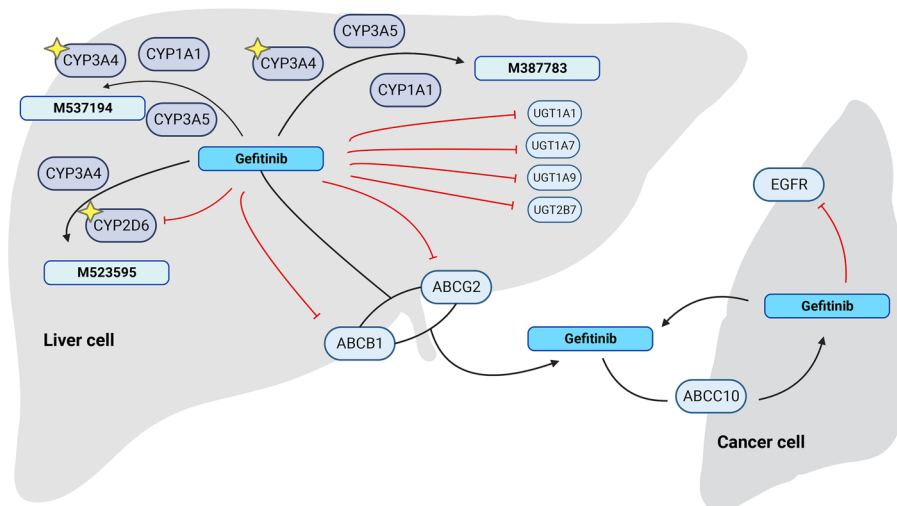 CYP3A5
CYP3A4
CYP1A1
CYP3A4
M387783
CYP1A1
M537194
CYP3A5
UGT1A1
UGT1A7
Gefitinib
UGT1A9
CYP3A4
EGFR
UGT2B7
CYP2D6
M523595
ABCG2
Gefitinib
Liver cell
ABCB1
Gefitinib
ABCC10
Cancer cell